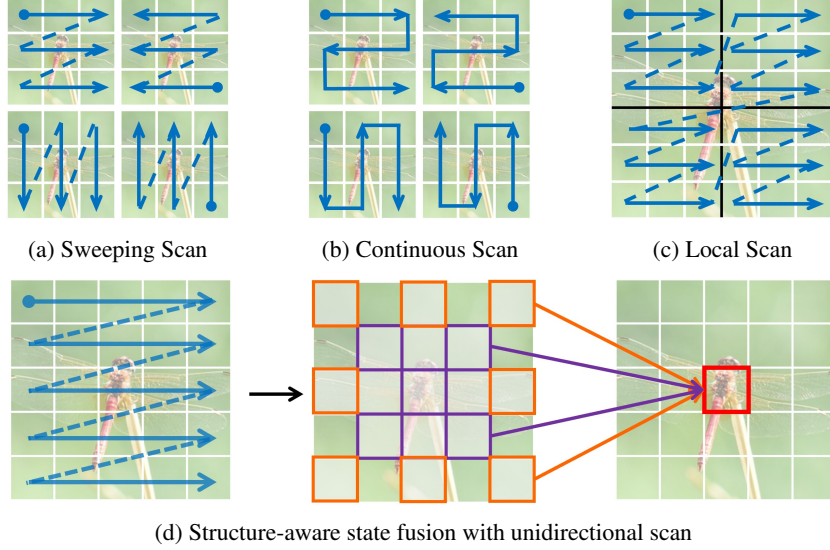 (a) Sweeping Scan
(b) Continuous Scan
(c) Local Scan
(d) Structure-aware state fusion with unidirectional scan